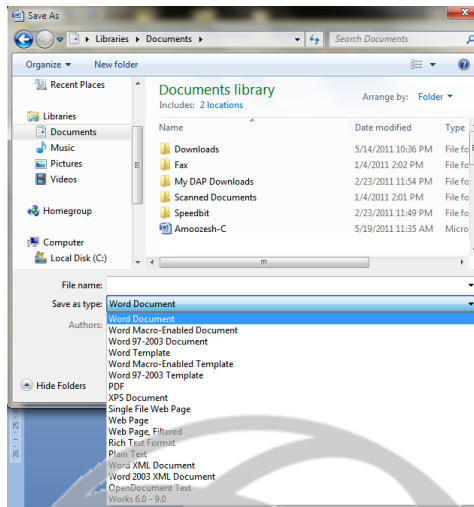 Save As
Libraries ▸ Documents ▸
Search Documents
Organize ▾ New folder
Recent Places
Libraries
Documents
Music
Pictures
Videos
Homegroup
Computer
Local Disk (C:)
Documents library
Includes: 2 locations
Arrange by: Folder ▾
Name Date modified Type
Downloads 5/14/2011 10:36 PM File fo
Fax 1/4/2011 2:02 PM File fo
My DAP Downloads 2/23/2011 11:54 PM File fo
Scanned Documents 1/4/2011 2:01 PM File fo
Speedbit 2/23/2011 11:49 PM File fo
Amoozesh-C 5/19/2011 11:35 AM Micro
File name:
Save as type: Word Document
Authors:
Word Document
Word Macro-Enabled Document
Word 97-2003 Document
Word Template
Word Macro-Enabled Template
Word 97-2003 Template
PDF
XPS Document
Single File Web Page
Web Page
Web Page, Filtered
Rich Text Format
Plain Text
Word XML Document
Word 2003 XML Document
OpenDocument Text
Works 6.0 - 9.0
Hide Folders